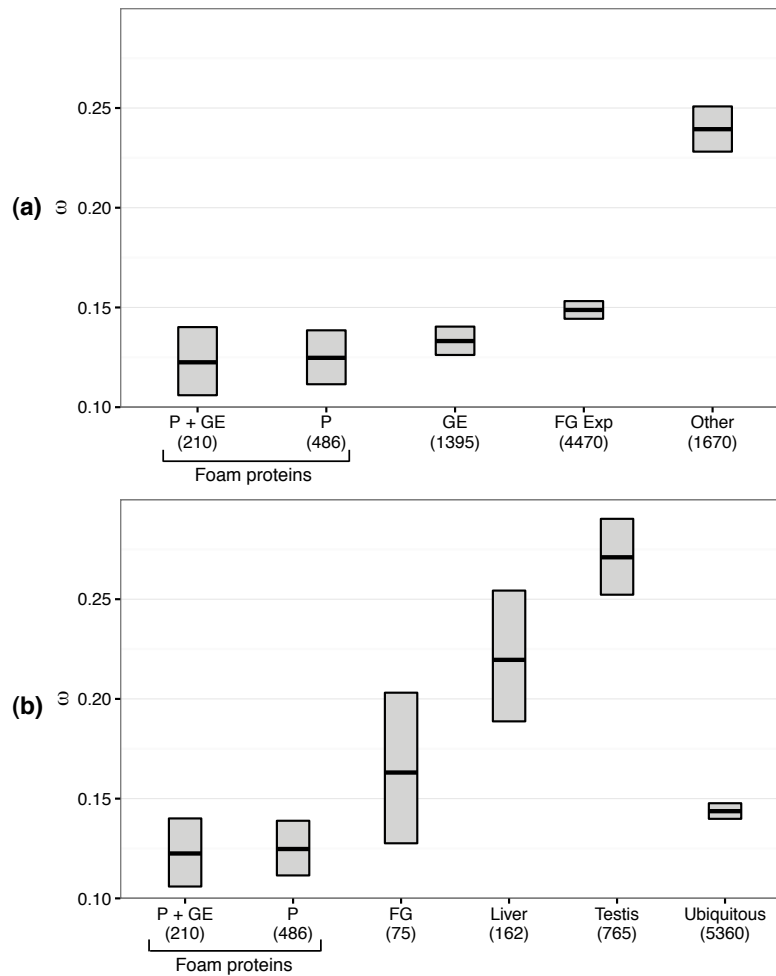 (a)
ω
0.25
0.20
0.15
0.10
P + GE P GE FG Exp Other
(210) (486) (1395) (4470) (1670)
Foam proteins
(b)
ω
0.25
0.20
0.15
0.10
P + GE P FG Liver Testis Ubiquitous
(210) (486) (75) (162) (765) (5360)
Foam proteins